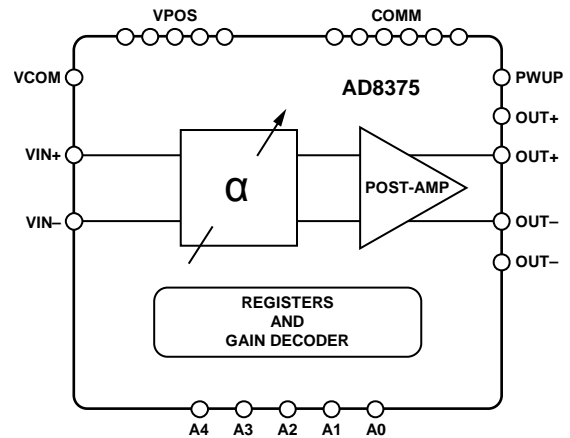 VPOS
COMM
VCOM
PWUP
AD8375
OUT+
VIN+
OUT+
α
POST-AMP
VIN–
OUT–
OUT–
REGISTERS
AND
GAIN DECODER
A4 A3 A2 A1 A0